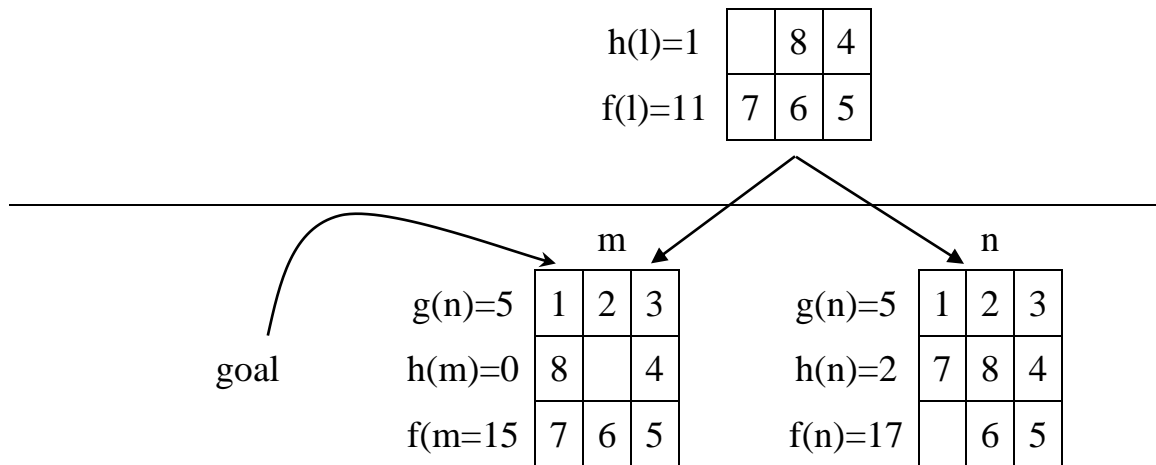 h(l)=1 8 4
f(l)=11 7 6 5
m n
g(n)=5 1 2 3 g(n)=5 1 2 3
goal h(m)=0 8 4 h(n)=2 7 8 4
f(m=15 7 6 5 f(n)=17 6 5